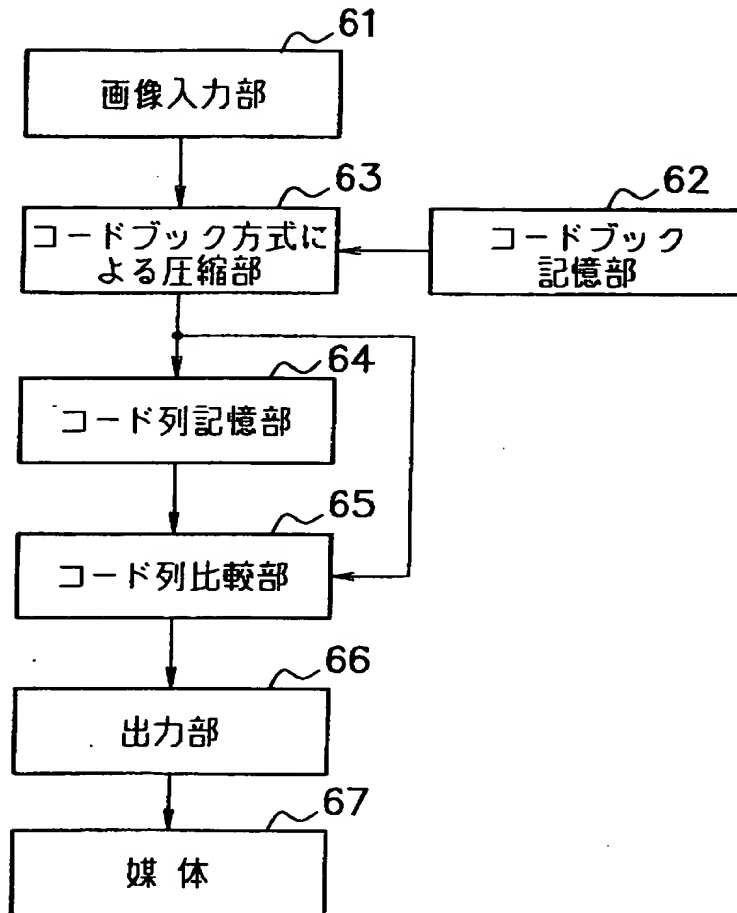 61
画像入力部
63
コードブック方式に
よる圧縮部
62
コードブック
記憶部
64
コード列記憶部
65
コード列比較部
66
出力部
67
媒体